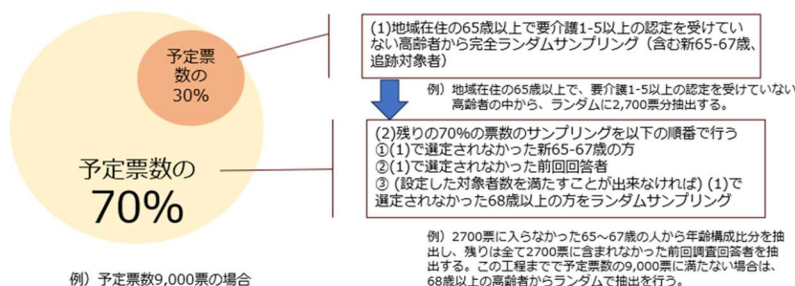 予定票
数の
30%
予定票数の
70%
例）予定票数9,000票の場合
(1)地域在住の65歳以上で要介護1-5以上の認定を受けてい
ない高齢者から完全ランダムサンプリング（含む新65-67歳、
追跡対象者）
例）地域在住の65歳以上で、要介護1-5以上の認定を受けていない
高齢者の中から、ランダムに2,700票分抽出する。
(2)残りの70%の票数のサンプリングを以下の順番で行う
①(1)で選定されなかった新65-67歳の方
②(1)で選定されなかった前回回答者
③ (設定した対象者数を満たすことが出来なければ) (1)で
選定されなかった68歳以上の方をランダムサンプリング
例）2700票に入らなかった65～67歳の人から年齢構成比分を抽
出し、残りは全て2700票に含まれなかった前回調査回答者を抽
出する。この工程までで予定票数の9,000票に満たない場合は、
68歳以上の高齢者からランダムで抽出を行う。